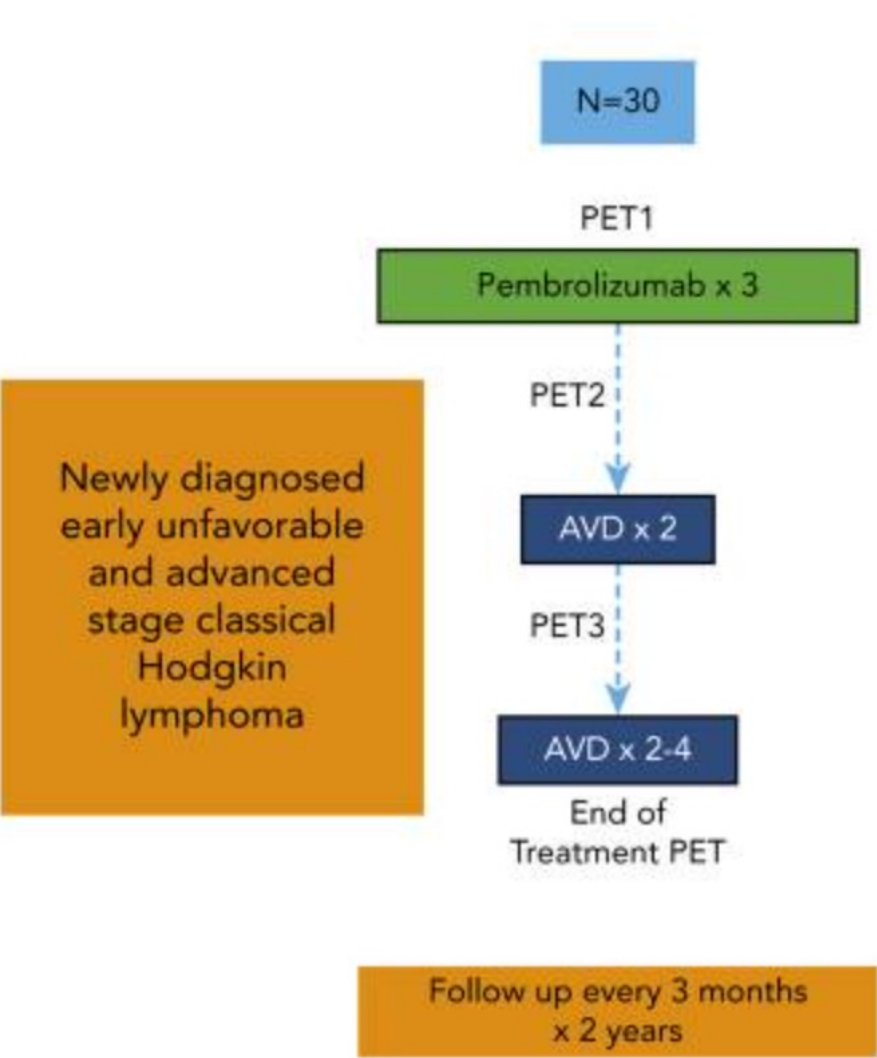 N=30
PET1
Pembrolizumab x 3
PET2
AVD x 2
PET3
AVD x 2-4
End of
Treatment PET
Newly diagnosed
early unfavorable
and advanced
stage classical
Hodgkin
lymphoma
Follow up every 3 months
x 2 years